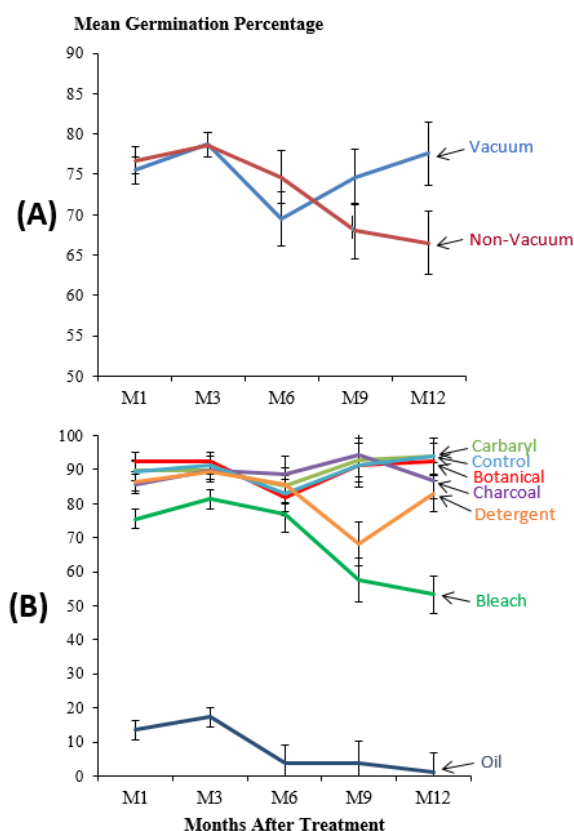 Mean Germination Percentage
90
85
80
75
70
65
60
55
50
(A)
Vacuum
Non-Vacuum
M1 M3 M6 M9 M12
100
90
80
70
60
50
40
30
20
10
0
(B)
Carbaryl
Control
Botanical
Charcoal
Detergent
Bleach
Oil
M1 M3 M6 M9 M12
Months After Treatment